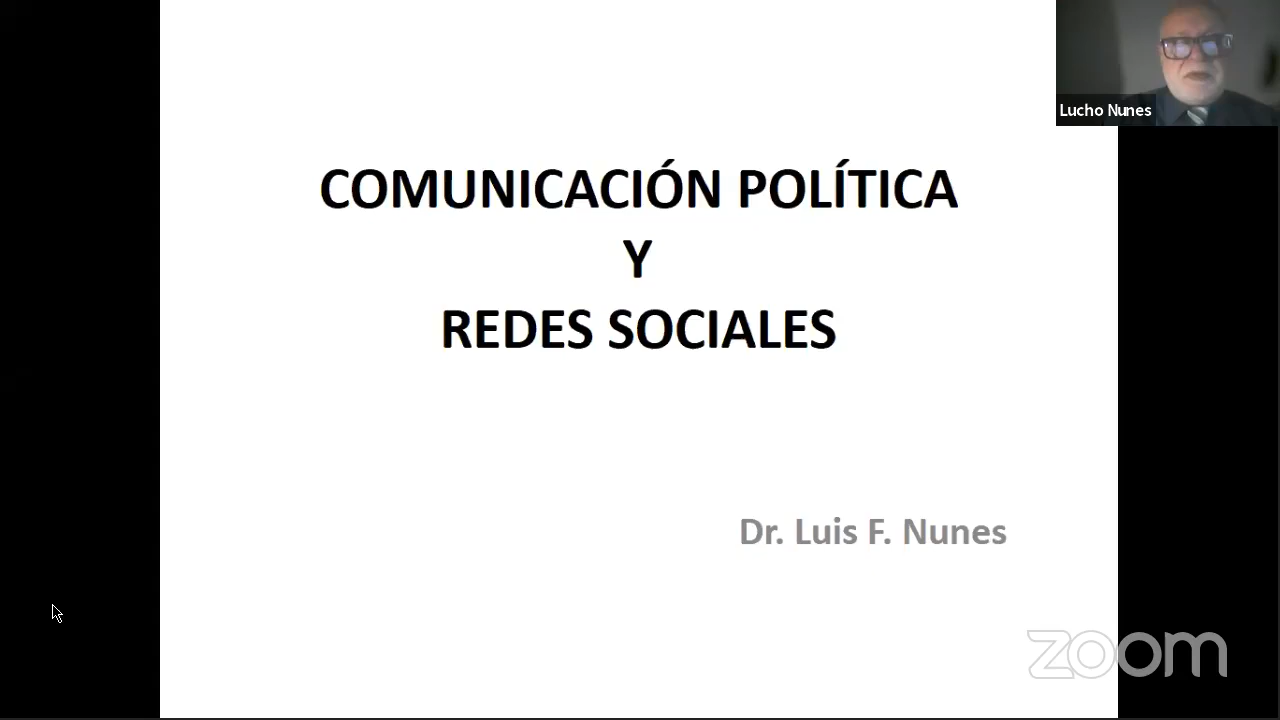 Lucho Nunes
COMUNICACIÓN POLÍTICA
Y
REDES SOCIALES
Dr. Luis F. Nunes
zoom